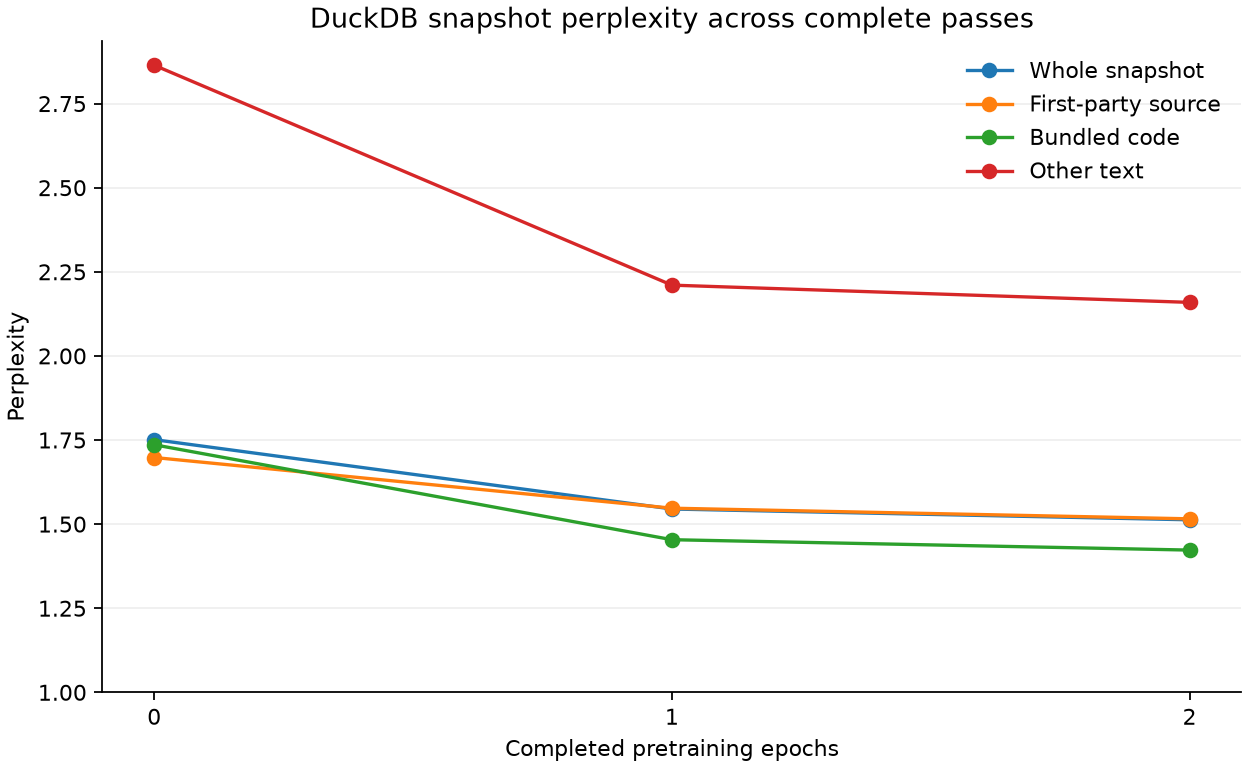 DuckDB snapshot perplexity across complete passes
Whole snapshot
First-party source
Bundled code
Other text
Perplexity
2.75
2.50
2.25
2.00
1.75
1.50
1.25
1.00
0
1
2
Completed pretraining epochs